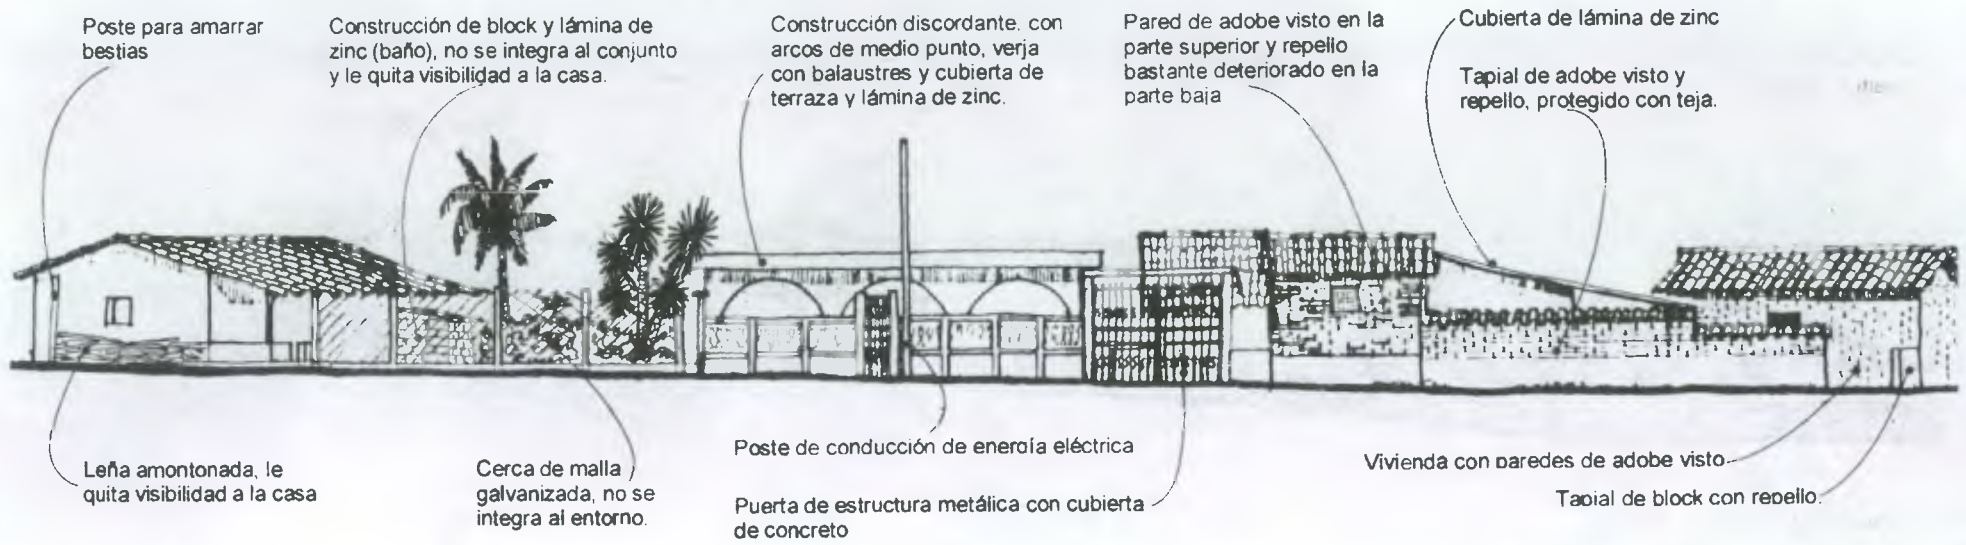 Poste para amarrar
bestias
Construcción de block y lámina de
zinc (baño), no se integra al conjunto
y le quita visibilidad a la casa.
Construcción discordante. con
arcos de medio punto, verja
con balaustres y cubierta de
terraza y lámina de zinc.
Pared de adobe visto en la
parte superior y repello
bastante deteriorado en la
parte baja
Cubierta de lámina de zinc
Tapial de adobe visto y
repello, protegido con teja.
Leña amontonada, le
quita visibilidad a la casa
Cerca de malla
galvanizada, no se
integra al entorno.
Poste de conducción de energía eléctrica
Puerta de estructura metálica con cubierta
de concreto
Vivienda con paredes de adobe visto
Tapial de block con repello.